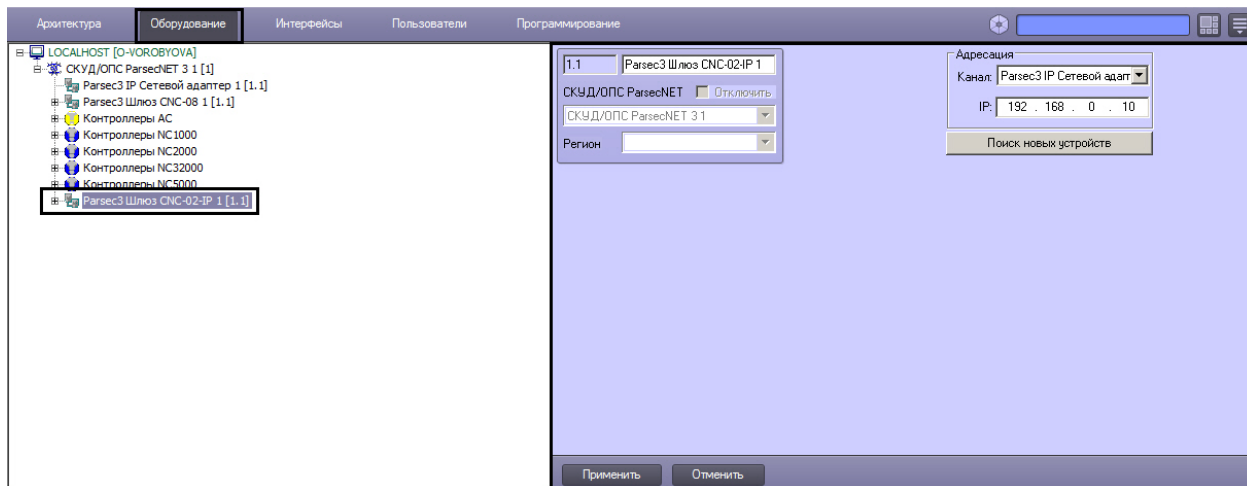 Архитектура Оборудование Интерфейсы Пользователи Программирование
LOCALHOST [O-VOROBYOVA]
СКУД/ОПС ParsecNET 3 1 [1]
Parsec3 IP Сетевой адаптер 1 [1.1]
Parsec3 Шлюз CNC-08 1 [1.1]
Контроллеры AC
Контроллеры NC1000
Контроллеры NC2000
Контроллеры NC32000
Контроллеры NC5000
Parsec3 Шлюз CNC-02-IP 1 [1.1]
1.1 Parsec3 Шлюз CNC-02-IP 1
СКУД/ОПС ParsecNET Отключить
СКУД/ОПС ParsecNET 3 1
Регион
Адресация
Канал: Parsec3 IP Сетевой адапт
IP: 192 . 168 . 0 . 10
Поиск новых устройств
Применить Отменить